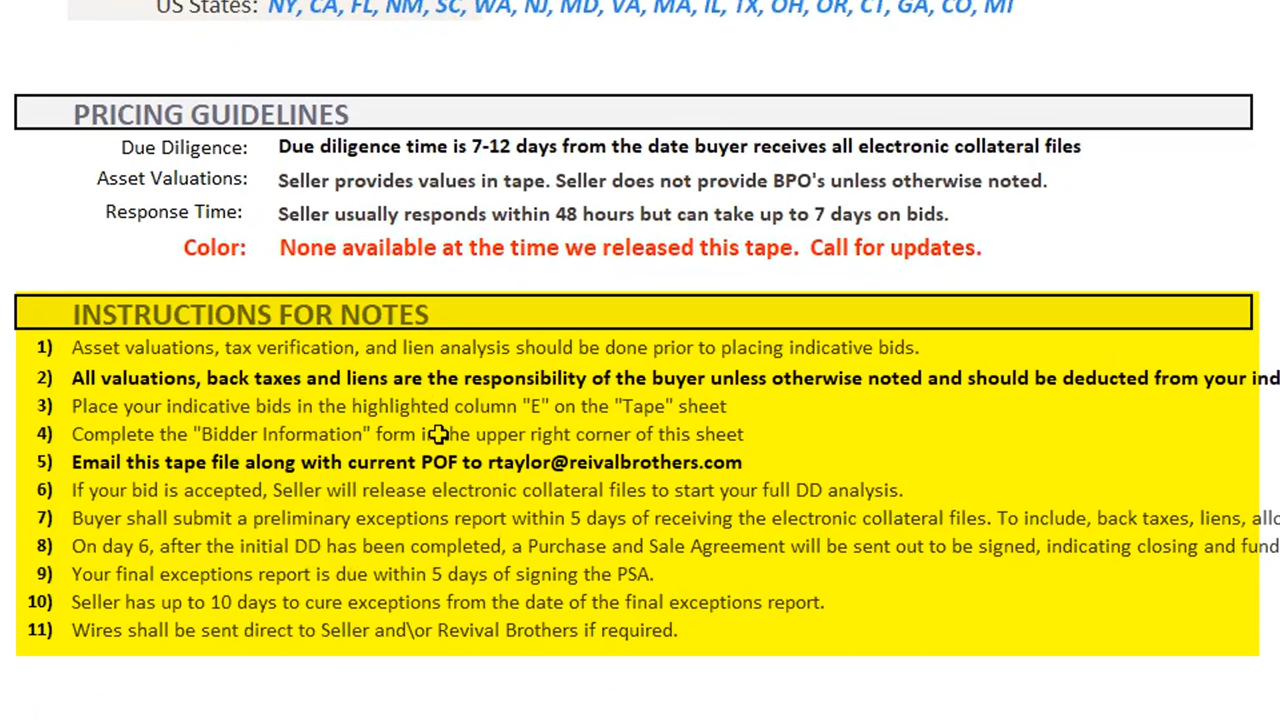 US States: NY, CA, FL, NM, SC, WA, NJ, MD, VA, MA, IL, TX, OH, OR, CT, GA, CO, MI
PRICING GUIDELINES
Due Diligence: Due diligence time is 7-12 days from the date buyer receives all electronic collateral files
Asset Valuations: Seller provides values in tape. Seller does not provide BPO's unless otherwise noted.
Response Time: Seller usually responds within 48 hours but can take up to 7 days on bids.
Color: None available at the time we released this tape. Call for updates.
INSTRUCTIONS FOR NOTES
1) Asset valuations, tax verification, and lien analysis should be done prior to placing indicative bids.
2) All valuations, back taxes and liens are the responsibility of the buyer unless otherwise noted and should be deducted from your ind
3) Place your indicative bids in the highlighted column "E" on the "Tape" sheet
4) Complete the "Bidder Information" form in the upper right corner of this sheet
5) Email this tape file along with current POF to rtaylor@reivalbrothers.com
6) If your bid is accepted, Seller will release electronic collateral files to start your full DD analysis.
7) Buyer shall submit a preliminary exceptions report within 5 days of receiving the electronic collateral files. To include, back taxes, liens, allo
8) On day 6, after the initial DD has been completed, a Purchase and Sale Agreement will be sent out to be signed, indicating closing and fund
9) Your final exceptions report is due within 5 days of signing the PSA.
10) Seller has up to 10 days to cure exceptions from the date of the final exceptions report.
11) Wires shall be sent direct to Seller and\or Revival Brothers if required.